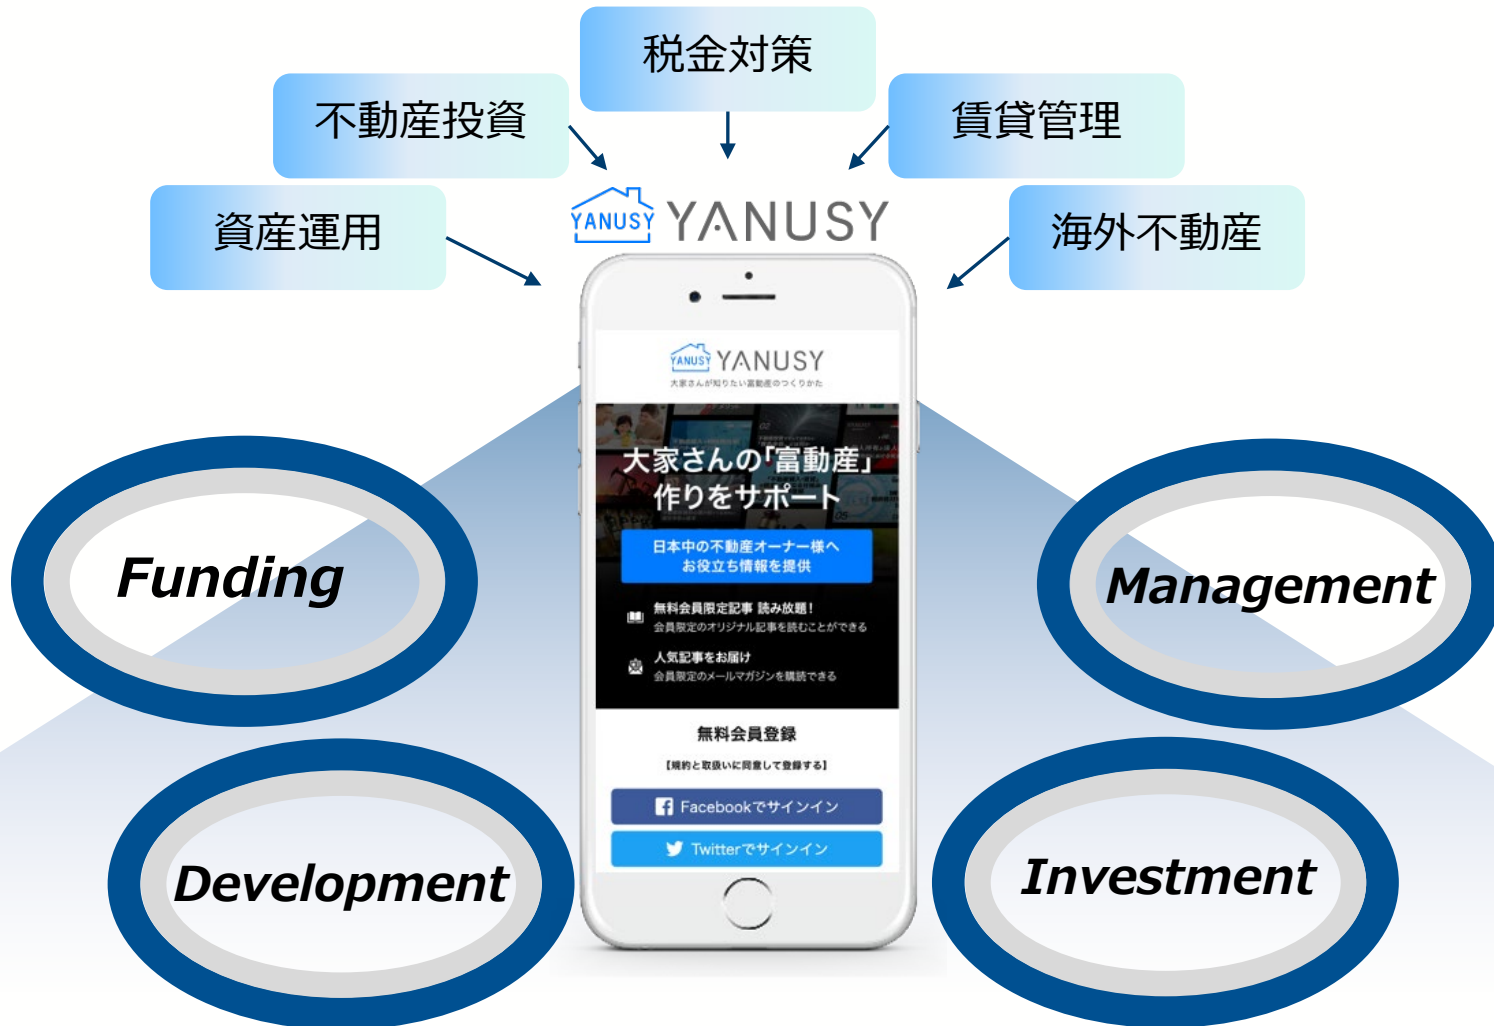 税金対策
不動産投資
賃貸管理
資産運用
海外不動産
YANUSY YANUSY
YANUSY YANUSY
大家さんが知りたい富動産のつくりかた
大家さんの「富動産」
作りをサポート
日本中の不動産オーナー様へ
お役立ち情報を提供
無料会員限定記事 読み放題!
会員限定のオリジナル記事を読むことができる
人気記事をお届け
会員限定のメールマガジンを購読できる
無料会員登録
【規約と取扱いに同意して登録する】
Facebookでサインイン
Twitterでサインイン
Funding
Management
Development
Investment